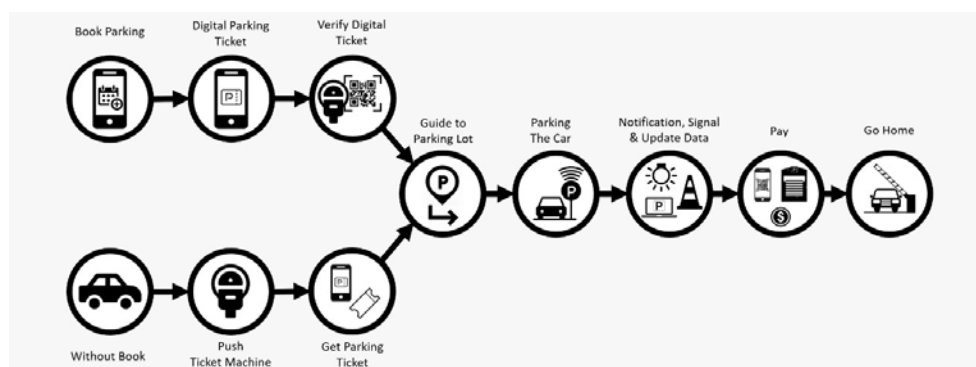 Book Parking
Digital Parking
Ticket
Verify Digital
Ticket
Guide to
Parking Lot
Parking
The Car
Notification, Signal
& Update Data
Pay
Go Home
P
P
P
P
$
Without Book
Push
Ticket Machine
Get Parking
Ticket
P